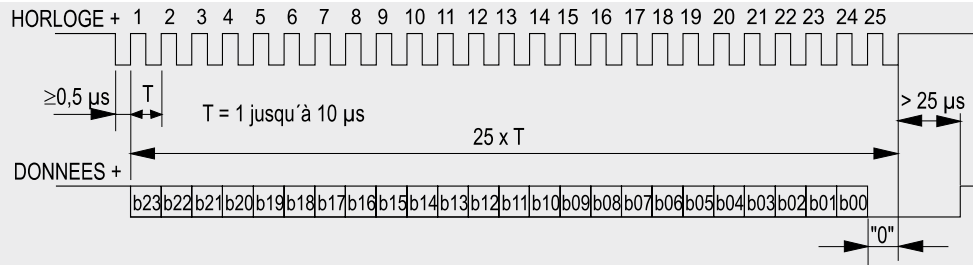 HORLOGE + 1 2 3 4 5 6 7 8 9 10 11 12 13 14 15 16 17 18 19 20 21 22 23 24 25
≥0,5 µs T T = 1 jusqu´à 10 µs > 25 µs
25 x T
DONNEES +
b23 b22 b21 b20 b19 b18 b17 b16 b15 b14 b13 b12 b11 b10 b09 b08 b07 b06 b05 b04 b03 b02 b01 b00
"0"